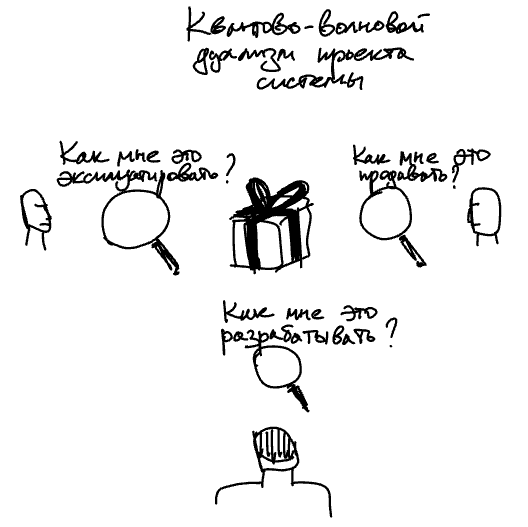 Квантово-волновой
дуализм проекта
системы
Как мне это
эксплуатировать?
Как мне это
продавать?
Как мне это
разрабатывать?